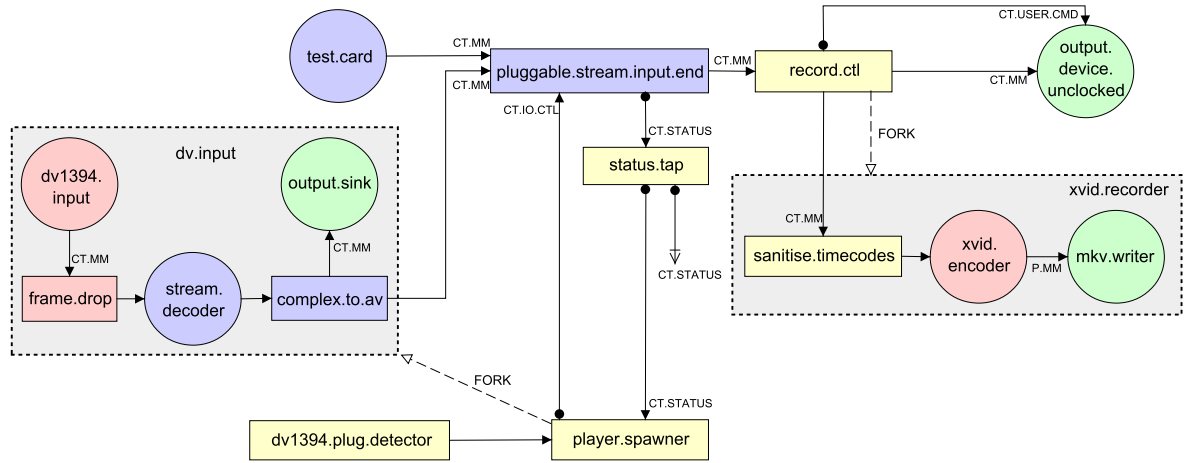 CT.USER.CMD
test.card
CT.MM
CT.MM
pluggable.stream.input.end
CT.MM
record.ctl
CT.MM
output.
device.
unclocked
CT.IO.CTL
CT.STATUS
FORK
dv.input
status.tap
dv1394.
input
output.sink
xvid.recorder
CT.MM
CT.MM
CT.MM
sanitise.timecodes
xvid.
encoder
P.MM
mkv.writer
CT.STATUS
frame.drop
stream.
decoder
complex.to.av
FORK
CT.STATUS
dv1394.plug.detector
player.spawner